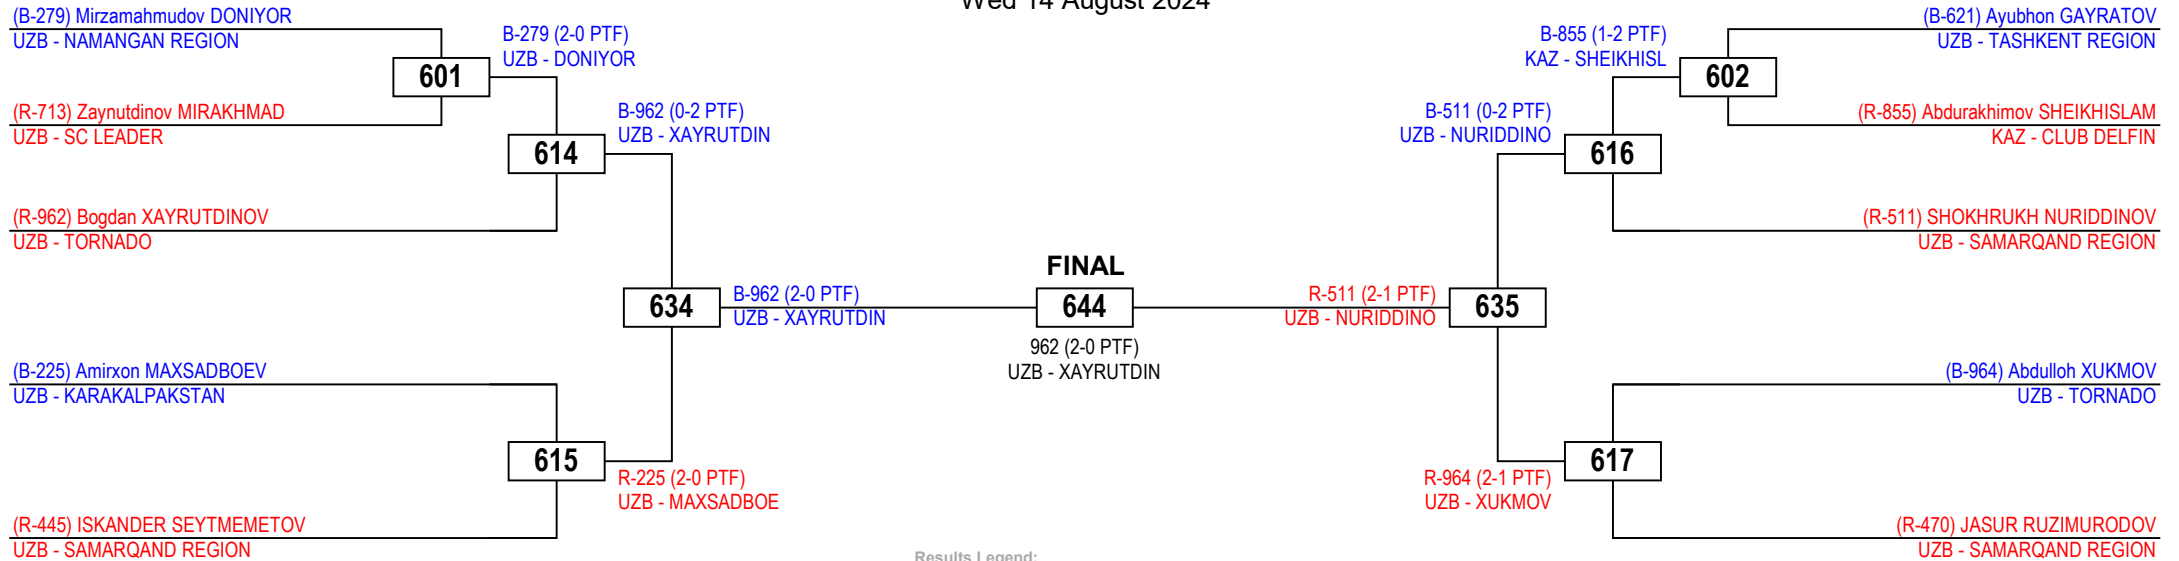 Wed 14 August 2024
(B-279) Mirzamahmudov DONIYOR
UZB - NAMANGAN REGION
601
B-279 (2-0 PTF)
UZB - DONIYOR
(R-713) Zaynutdinov MIRAKHMAD
UZB - SC LEADER
614
B-962 (0-2 PTF)
UZB - XAYRUTDIN
(R-962) Bogdan XAYRUTDINOV
UZB - TORNADO
634
B-962 (2-0 PTF)
UZB - XAYRUTDIN
(B-225) Amirxon MAXSADBOEV
UZB - KARAKALPAKSTAN
615
R-225 (2-0 PTF)
UZB - MAXSADBOE
(R-445) ISKANDER SEYTMEMETOV
UZB - SAMARQAND REGION
FINAL
644
962 (2-0 PTF)
UZB - XAYRUTDIN
(B-621) Ayubhon GAYRATOV
UZB - TASHKENT REGION
B-855 (1-2 PTF)
KAZ - SHEIKHISL
602
(R-855) Abdurakhimov SHEIKHISLAM
KAZ - CLUB DELFIN
B-511 (0-2 PTF)
UZB - NURIDDINO
616
(R-511) SHOKHRUKH NURIDDINOV
UZB - SAMARQAND REGION
R-511 (2-1 PTF)
UZB - NURIDDINO
635
(B-964) Abdulloh XUKMOV
UZB - TORNADO
617
R-964 (2-1 PTF)
UZB - XUKMOV
(R-470) JASUR RUZIMURODOV
UZB - SAMARQAND REGION
Results Legend: